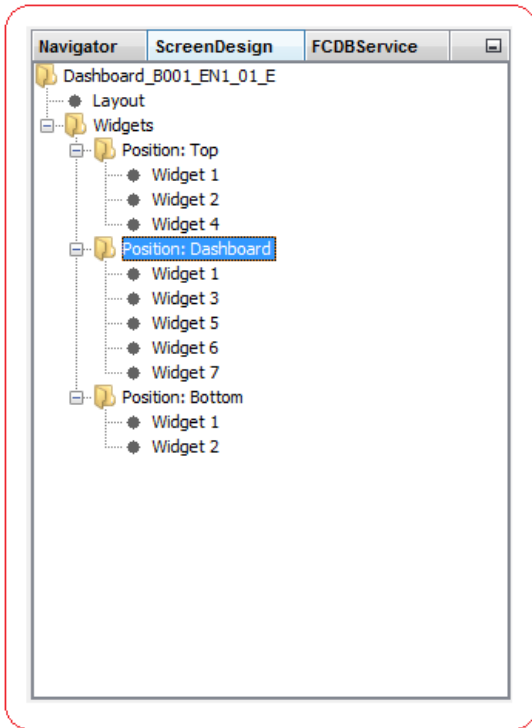 Navigator ScreenDesign FCDBService
Dashboard_B001_EN1_01_E
Layout
Widgets
Position: Top
Widget 1
Widget 2
Widget 4
Position: Dashboard
Widget 1
Widget 3
Widget 5
Widget 6
Widget 7
Position: Bottom
Widget 1
Widget 2